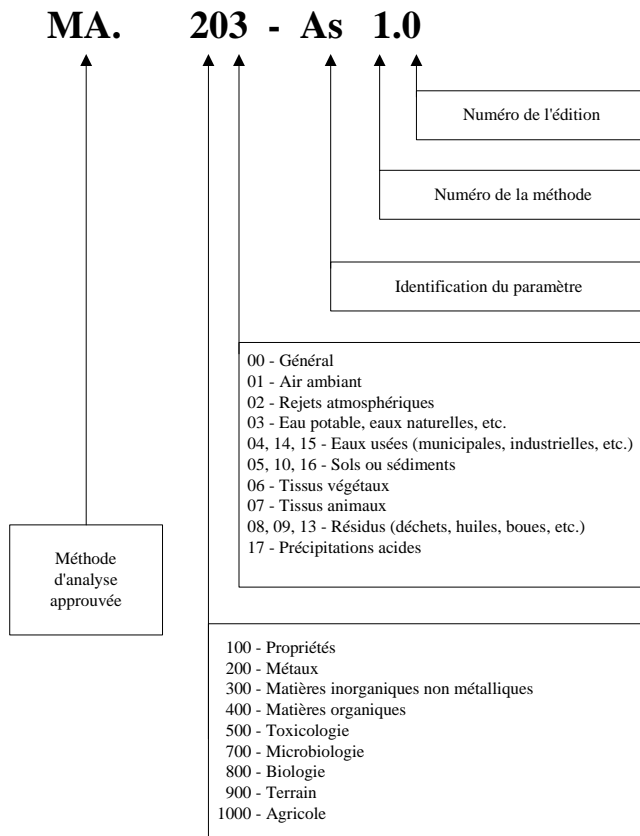 MA. 203 - As 1.0
Numéro de l'édition
Numéro de la méthode
Identification du paramètre
00 - Général
01 - Air ambiant
02 - Rejets atmosphériques
03 - Eau potable, eaux naturelles, etc.
04, 14, 15 - Eaux usées (municipales, industrielles, etc.)
05, 10, 16 - Sols ou sédiments
06 - Tissus végétaux
07 - Tissus animaux
08, 09, 13 - Résidus (déchets, huiles, boues, etc.)
17 - Précipitations acides
Méthode
d'analyse
approuvée
100 - Propriétés
200 - Métaux
300 - Matières inorganiques non métalliques
400 - Matières organiques
500 - Toxicologie
700 - Microbiologie
800 - Biologie
900 - Terrain
1000 - Agricole